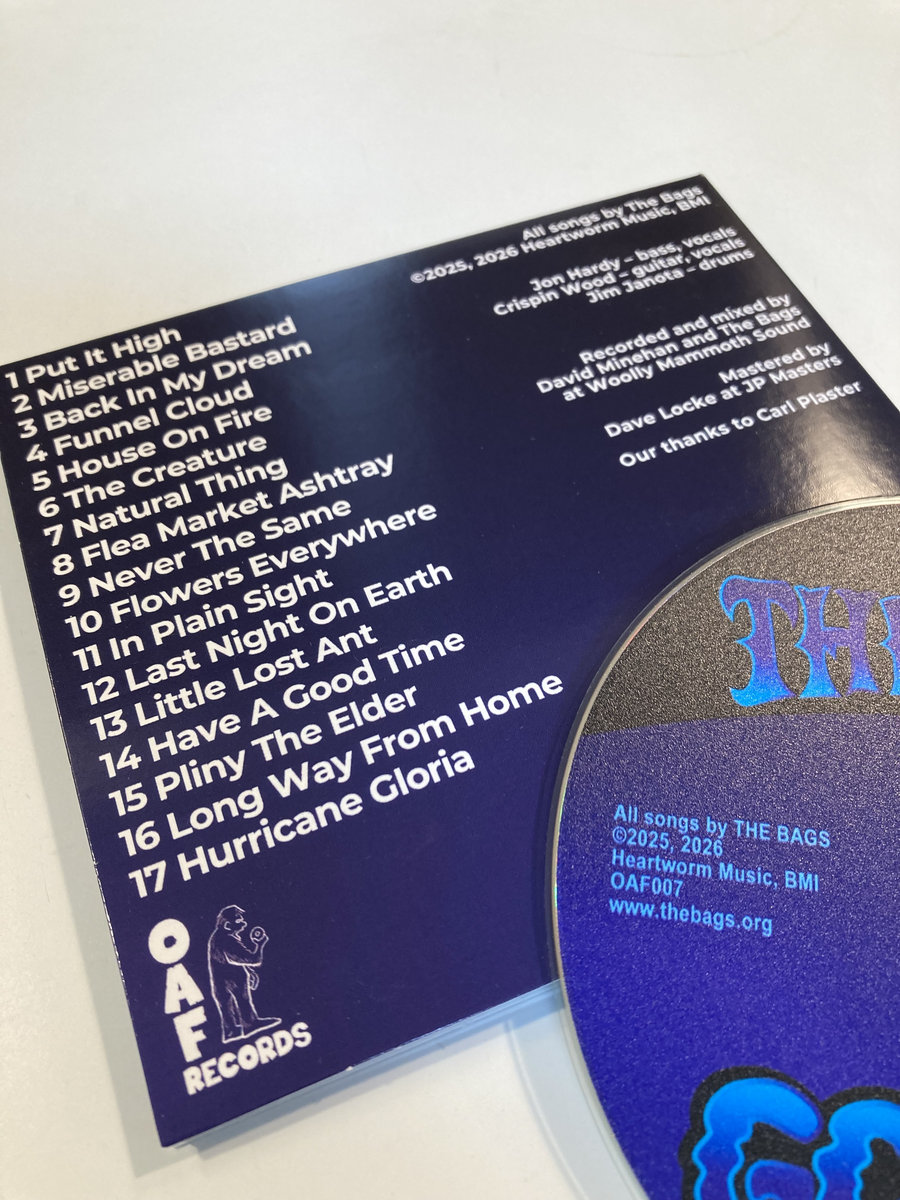 All songs by The Bags
©2025, 2026 Heartworm Music, BMI
Jon Hardy - bass, vocals
Crispin Wood - guitar, vocals
Jim Janota - drums
Recorded and mixed by
David Minehan and The Bags
at Woolly Mammoth Sound
Mastered by
Dave Locke at JP Masters
Our thanks to Carl Plaster
1 Put It High
2 Miserable Bastard
3 Back In My Dream
4 Funnel Cloud
5 House On Fire
6 The Creature
7 Natural Thing
8 Flea Market Ashtray
9 Never The Same
10 Flowers Everywhere
11 In Plain Sight
12 Last Night On Earth
13 Little Lost Ant
14 Have A Good Time
15 Pliny The Elder
16 Long Way From Home
17 Hurricane Gloria
OAF
RECORDS
THE
All songs by THE BAGS
©2025, 2026
Heartworm Music, BMI
OAF007
www.thebags.org